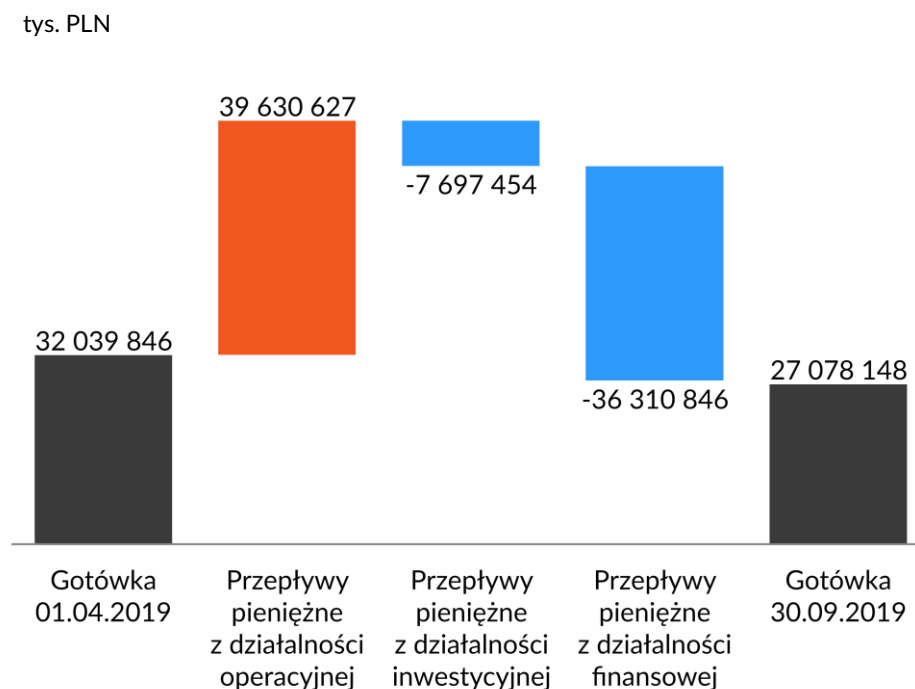 tys. PLN
39 630 627
-7 697 454
32 039 846
27 078 148
-36 310 846
Gotówka
01.04.2019
Przepływy
pieniężne
z działalności
operacyjnej
Przepływy
pieniężne
z działalności
inwestycyjnej
Przepływy
pieniężne
z działalności
finansowej
Gotówka
30.09.2019